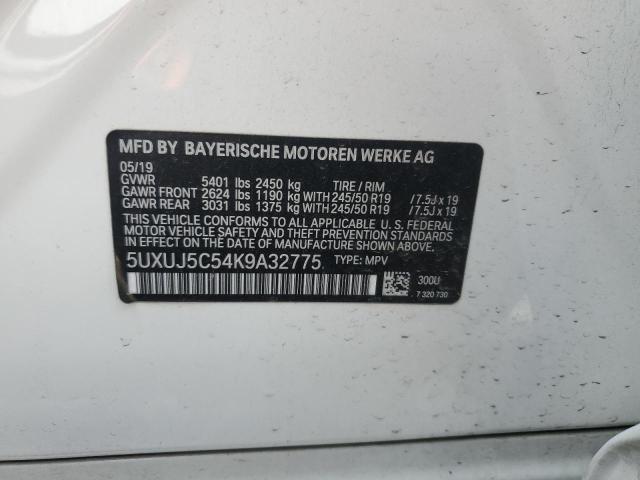 MFD BY BAYERISCHE MOTOREN WERKE AG
05/19
GVWR 5401 lbs 2450 kg TIRE / RIM
GAWR FRONT 2624 lbs 1190 kg WITH 245/50 R19 /7.5J x 19
GAWR REAR 3031 lbs 1375 kg WITH 245/50 R19 /7.5J x 19
THIS VEHICLE CONFORMS TO ALL APPLICABLE U. S. FEDERAL
MOTOR VEHICLE SAFETY AND THEFT PREVENTION STANDARDS
IN EFFECT ON THE DATE OF MANUFACTURE SHOWN ABOVE.
5UXUJ5C54K9A32775 TYPE: MPV
300U
7 320 730